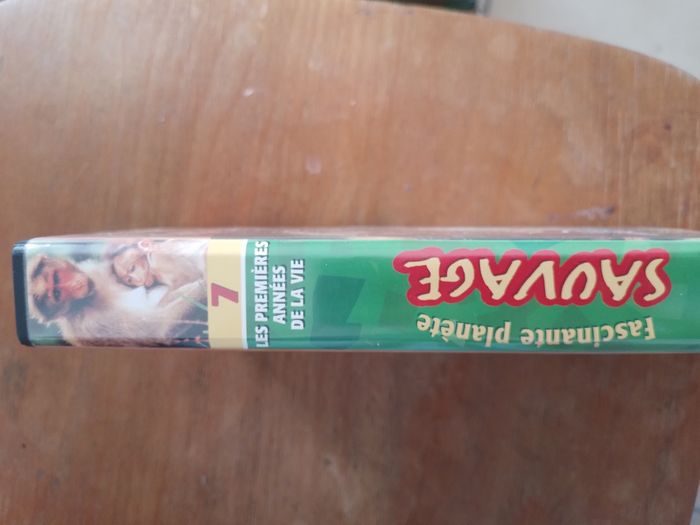 Fascinante planète
SAUVAGE
7
LES PREMIÈRES
ANNÉES
DE LA VIE